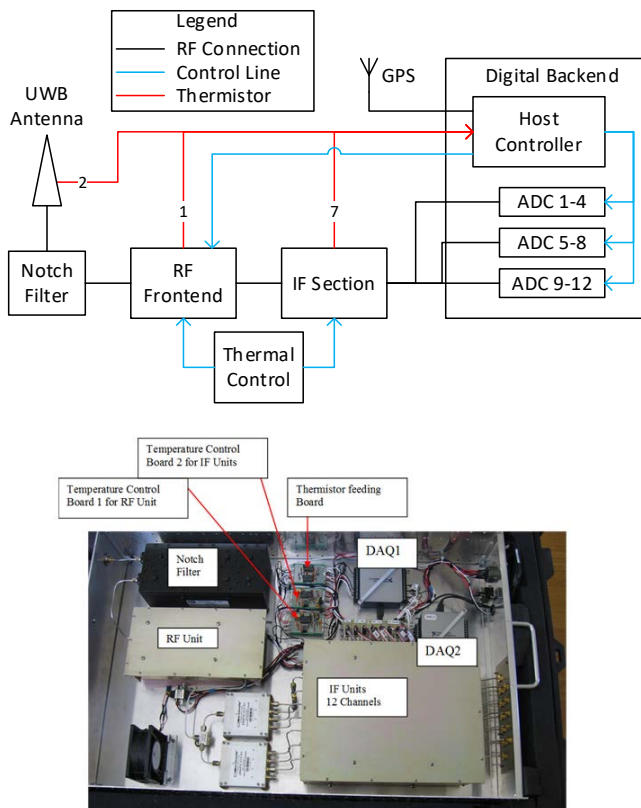 Legend
RF Connection
Control Line
Thermistor
UWB
Antenna
GPS
Digital Backend
Host
Controller
2
1
7
ADC 1-4
ADC 5-8
ADC 9-12
Notch
Filter
RF
Frontend
IF Section
Thermal
Control
Temperature Control
Board 2 for IF Units
Temperature Control
Board 1 for RF Unit
Thermistor feeding
Board
Notch
Filter
DAQ1
RF Unit
DAQ2
IF Units
12 Channels